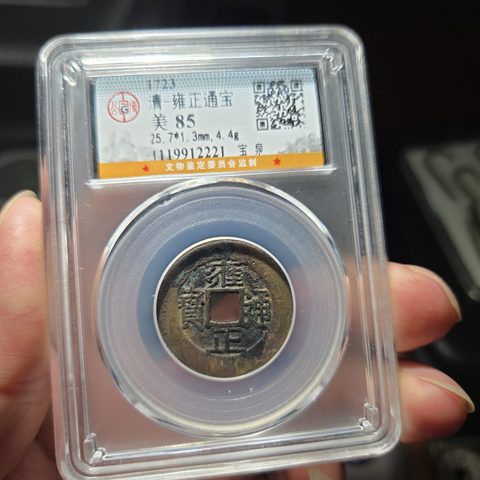 1723
清·雍正通宝
美 85
25.7*1.3mm,4.4g
1119912221 宝泉
文物鉴定委员会监制
雍
寳 通
正